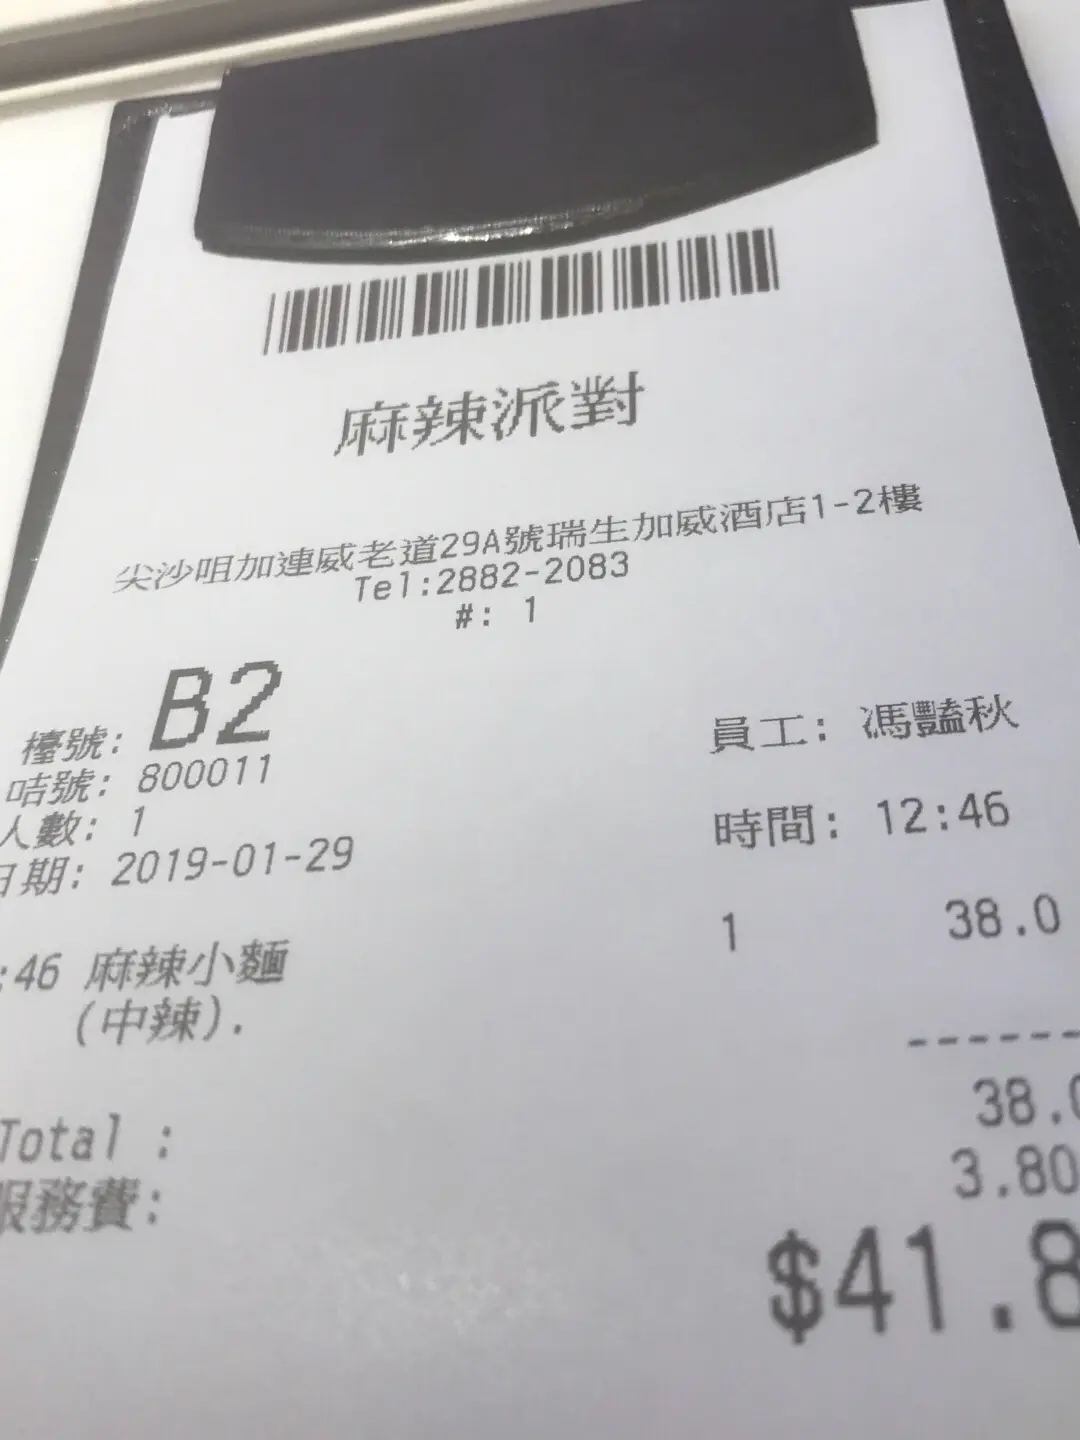 麻辣派對
尖沙咀加連威老道29A號瑞生加威酒店1-2樓
Tel:2882-2083
#: 1
檯號: B2
員工: 馮豔秋
咭號: 800011
人數: 1
時間: 12:46
日期: 2019-01-29
:46 麻辣小麵 1 38.0
(中辣).
------
Total : 38.0
服務費: 3.80
$41.8